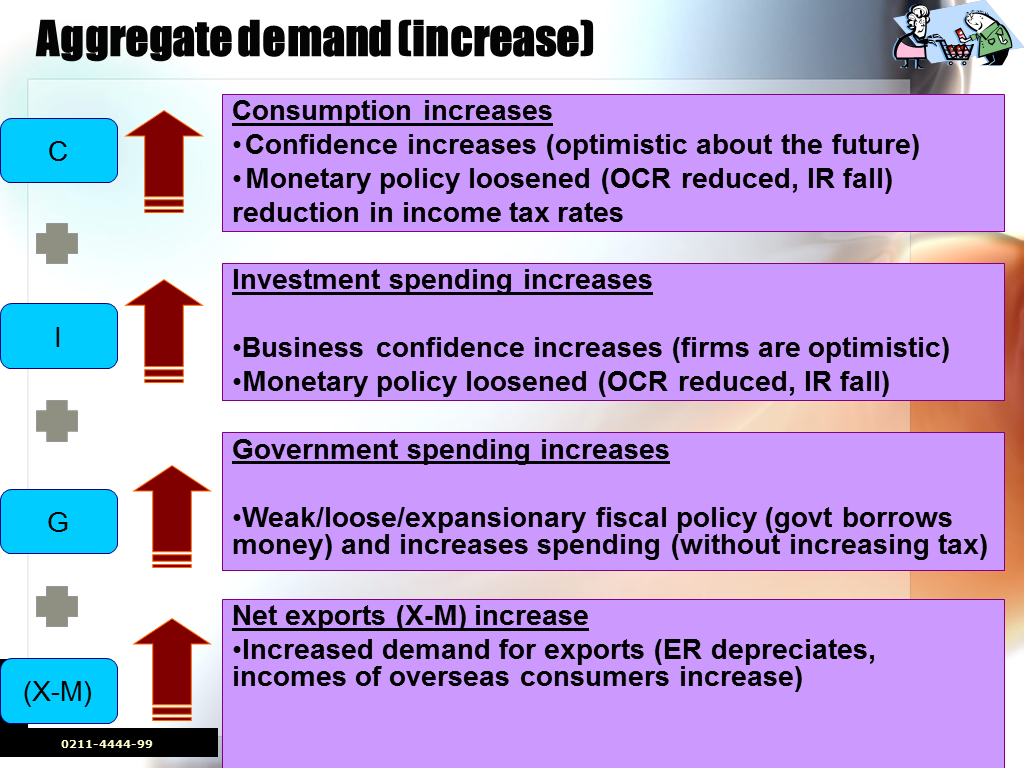 Aggregate demand (increase)
C
Consumption increases
•Confidence increases (optimistic about the future)
•Monetary policy loosened (OCR reduced, IR fall)
reduction in income tax rates
I
Investment spending increases
•Business confidence increases (firms are optimistic)
•Monetary policy loosened (OCR reduced, IR fall)
G
Government spending increases
•Weak/loose/expansionary fiscal policy (govt borrows
money) and increases spending (without increasing tax)
(X-M)
Net exports (X-M) increase
•Increased demand for exports (ER depreciates,
incomes of overseas consumers increase)
0211-4444-99